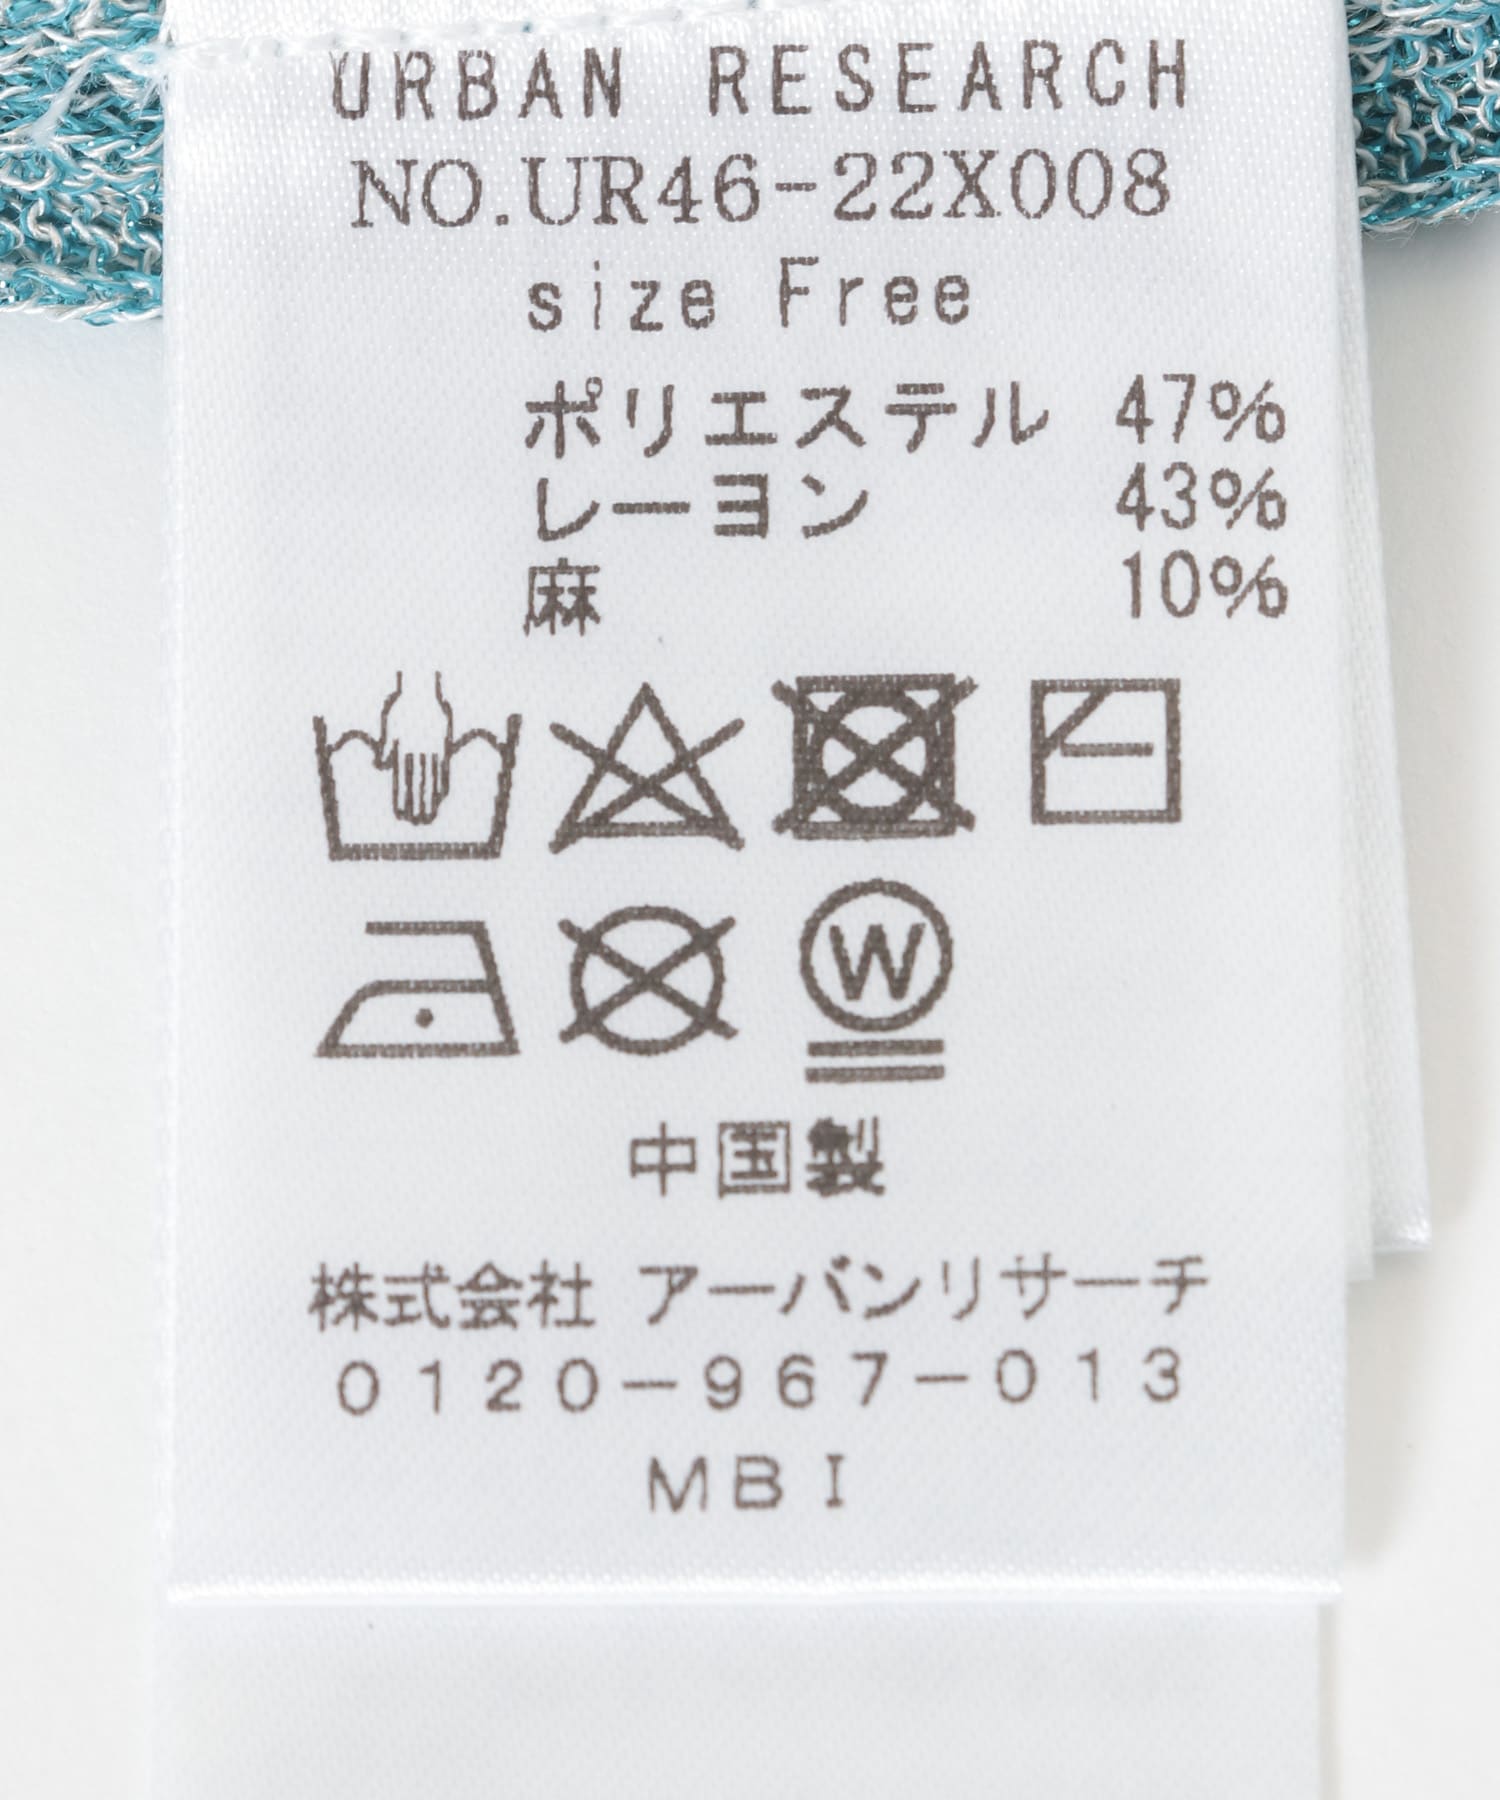 URBAN RESEARCH
NO.UR46-22X008
size Free
ポリエステル 47%
レーヨン 43%
麻 10%
W
中国製
株式会社 アーバンリサーチ
0120-967-013
MBI